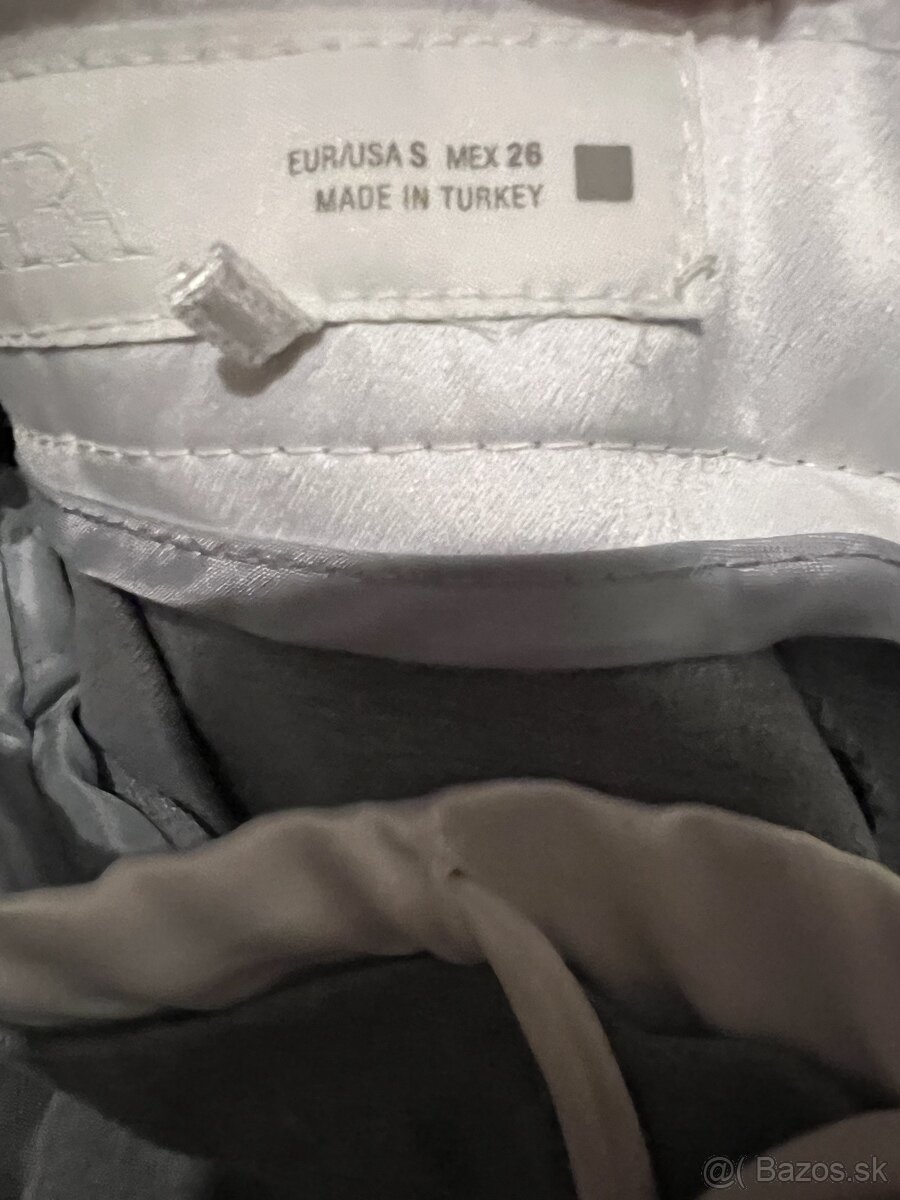 EUR/USA S MEX 26
MADE IN TURKEY
@( Bazos.sk